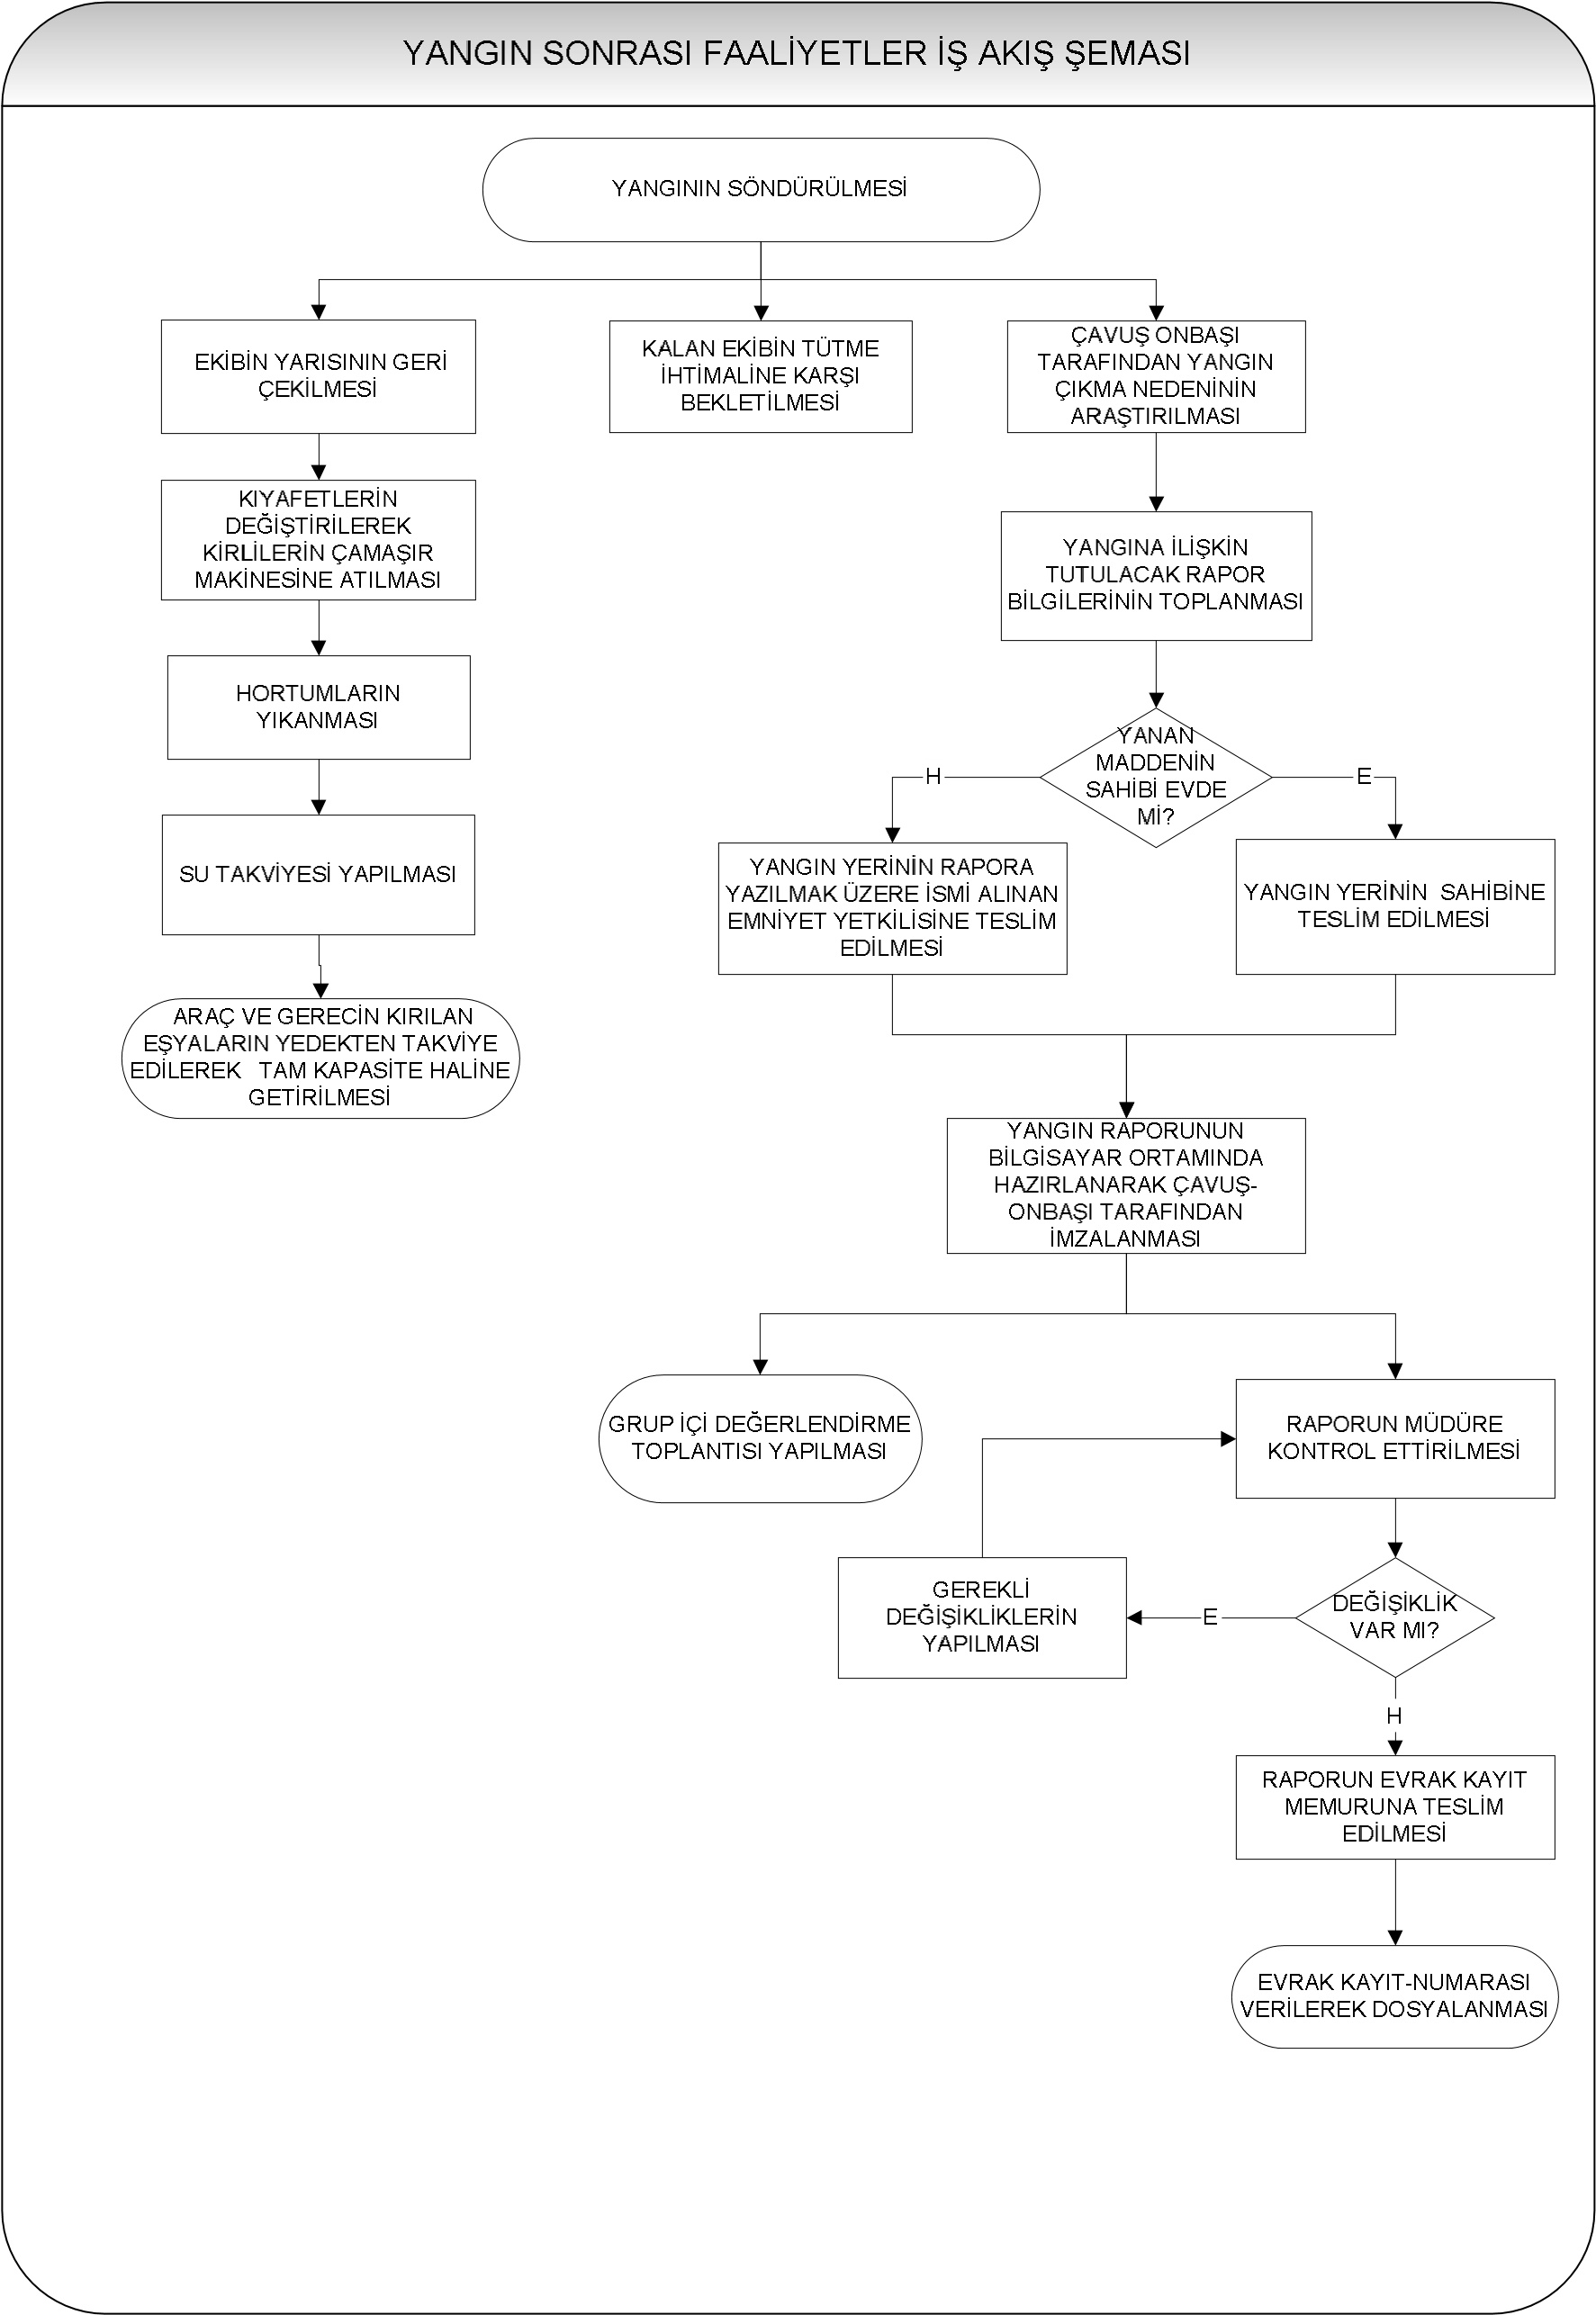 YANGIN SONRASI FAALİYETLER İŞ AKIŞ ŞEMASI
YANGININ SÖNDÜRÜLMESİ
EKİBİN YARISININ GERİ
ÇEKİLMESİ
KALAN EKİBİN TÜTME
İHTİMALİNE KARŞI
BEKLETİLMESİ
ÇAVUŞ ONBAŞI
TARAFINDAN YANGIN
ÇIKMA NEDENİNİN
ARAŞTIRILMASI
KIYAFETLERİN
DEĞİŞTİRİLEREK
KİRLİLERİN ÇAMAŞIR
MAKİNESİNE ATILMASI
YANGINA İLİŞKİN
TUTULACAK RAPOR
BİLGİLERİNİN TOPLANMASI
HORTUMLARIN
YIKANMASI
YANAN
MADDENİN
SAHİBİ EVDE
Mİ?
H
E
SU TAKVİYESİ YAPILMASI
YANGIN YERİNİN RAPORA
YAZILMAK ÜZERE İSMİ ALINAN
EMNİYET YETKİLİSİNE TESLİM
EDİLMESİ
YANGIN YERİNİN  SAHİBİNE
TESLİM EDİLMESİ
ARAÇ VE GERECİN KIRILAN
EŞYALARIN YEDEKTEN TAKVİYE
EDİLEREK   TAM KAPASİTE HALİNE
GETİRİLMESİ
YANGIN RAPORUNUN
BİLGİSAYAR ORTAMINDA
HAZIRLANARAK ÇAVUŞ-
ONBAŞI TARAFINDAN
İMZALANMASI
GRUP İÇİ DEĞERLENDİRME
TOPLANTISI YAPILMASI
RAPORUN MÜDÜRE
KONTROL ETTİRİLMESİ
GEREKLİ
DEĞİŞİKLİKLERİN
YAPILMASI
E
DEĞİŞİKLİK
VAR MI?
H
RAPORUN EVRAK KAYIT
MEMURUNA TESLİM
EDİLMESİ
EVRAK KAYIT-NUMARASI
VERİLEREK DOSYALANMASI